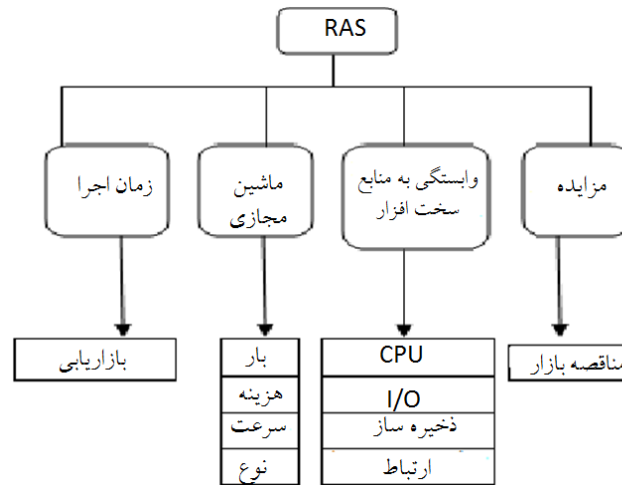 RAS
مزایده
وابستگی به منابع
سخت افزار
ماشین
مجازی
زمان اجرا
مناقصه بازار
CPU
I/O
ذخیره ساز
ارتباط
بار
هزینه
سرعت
نوع
بازاریابی